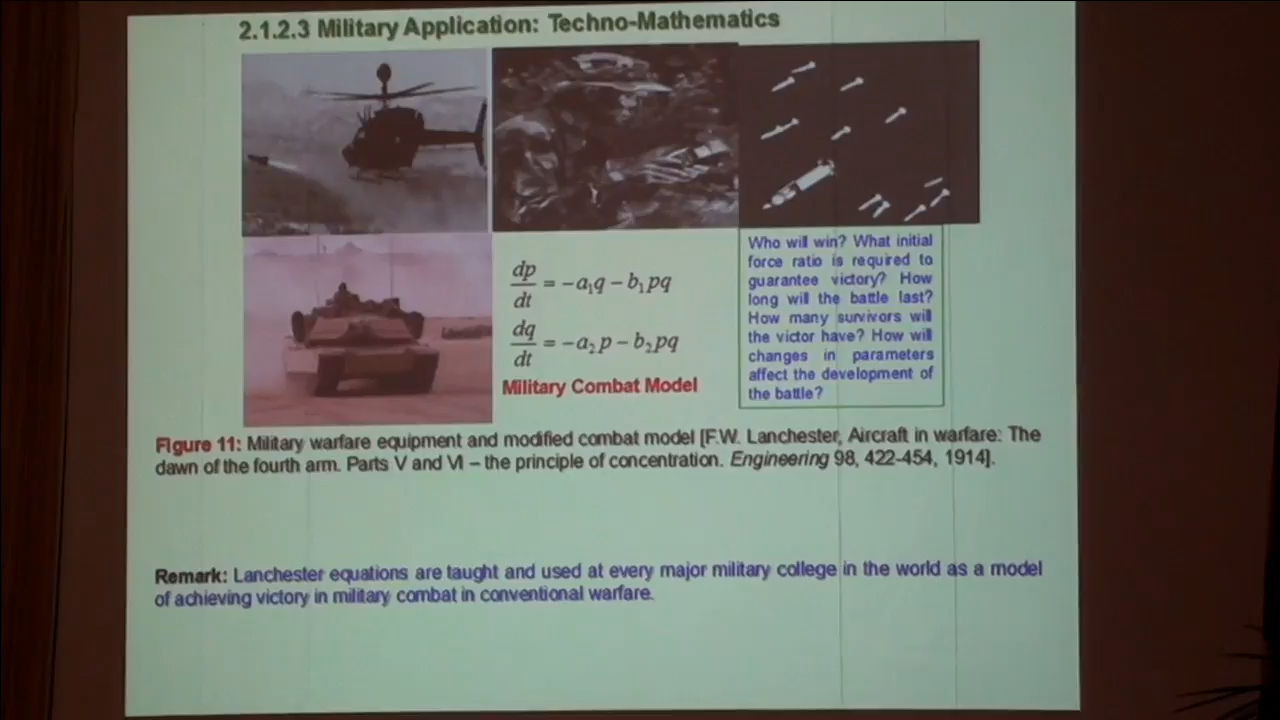 2.1.2.3 Military Application: Techno-Mathematics
dp/dt = -a₁q - b₁pq
dq/dt = -a₂p - b₂pq
Military Combat Model
Who will win? What initial
force ratio is required to
guarantee victory? How
long will the battle last?
How many survivors will
the victor have? How will
changes in parameters
affect the development of
the battle?
Figure 11: Military warfare equipment and modified combat model [F.W. Lanchester, Aircraft in warfare: The
dawn of the fourth arm. Parts V and VI – the principle of concentration. Engineering 98, 422-454, 1914].
Remark: Lanchester equations are taught and used at every major military college in the world as a model
of achieving victory in military combat in conventional warfare.